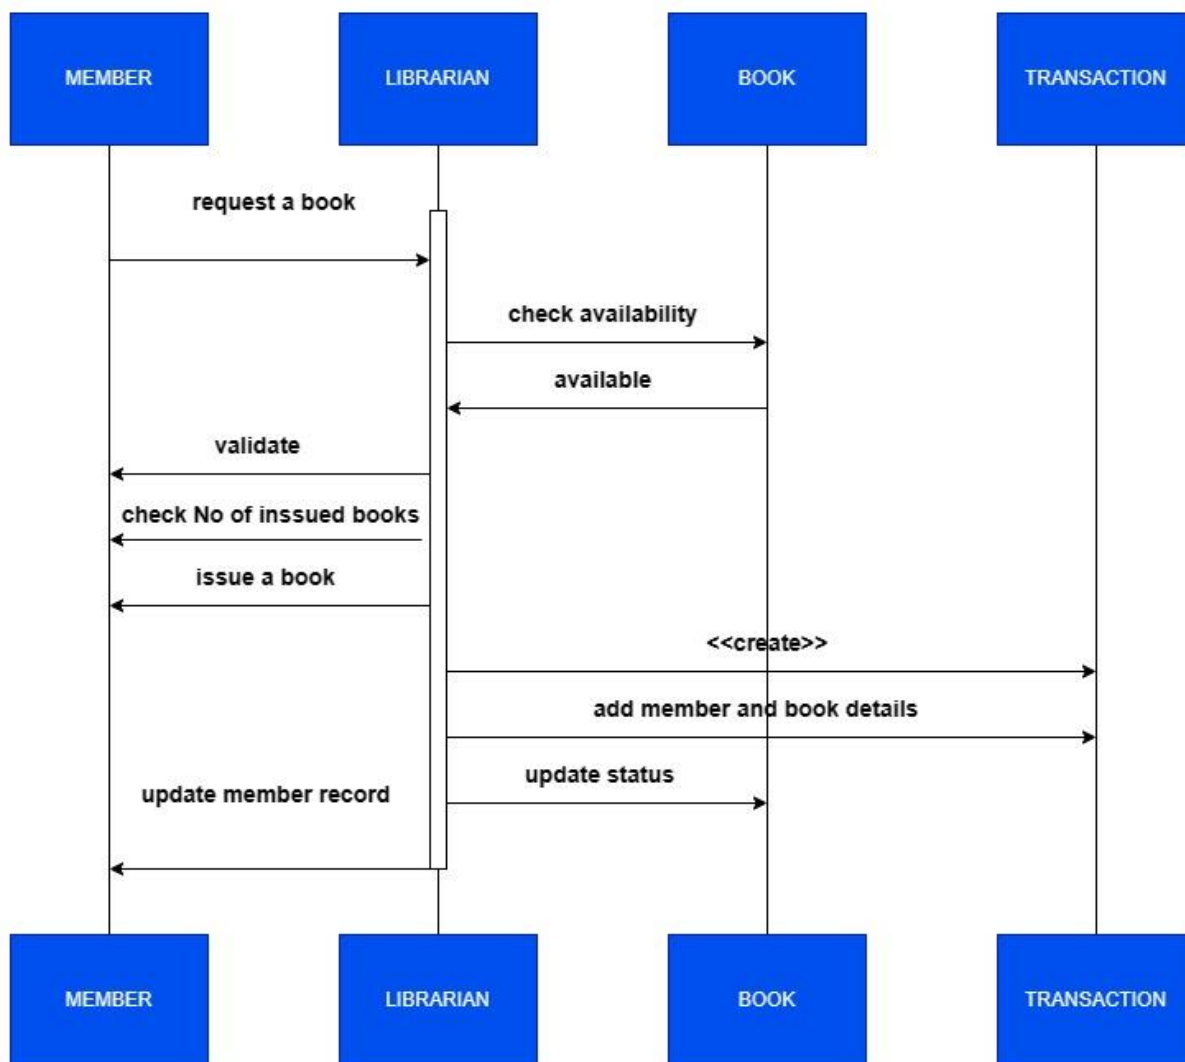 MEMBER
LIBRARIAN
BOOK
TRANSACTION
request a book
check availability
available
validate
check No of inssued books
issue a book
<<create>>
add member and book details
update status
update member record
MEMBER
LIBRARIAN
BOOK
TRANSACTION